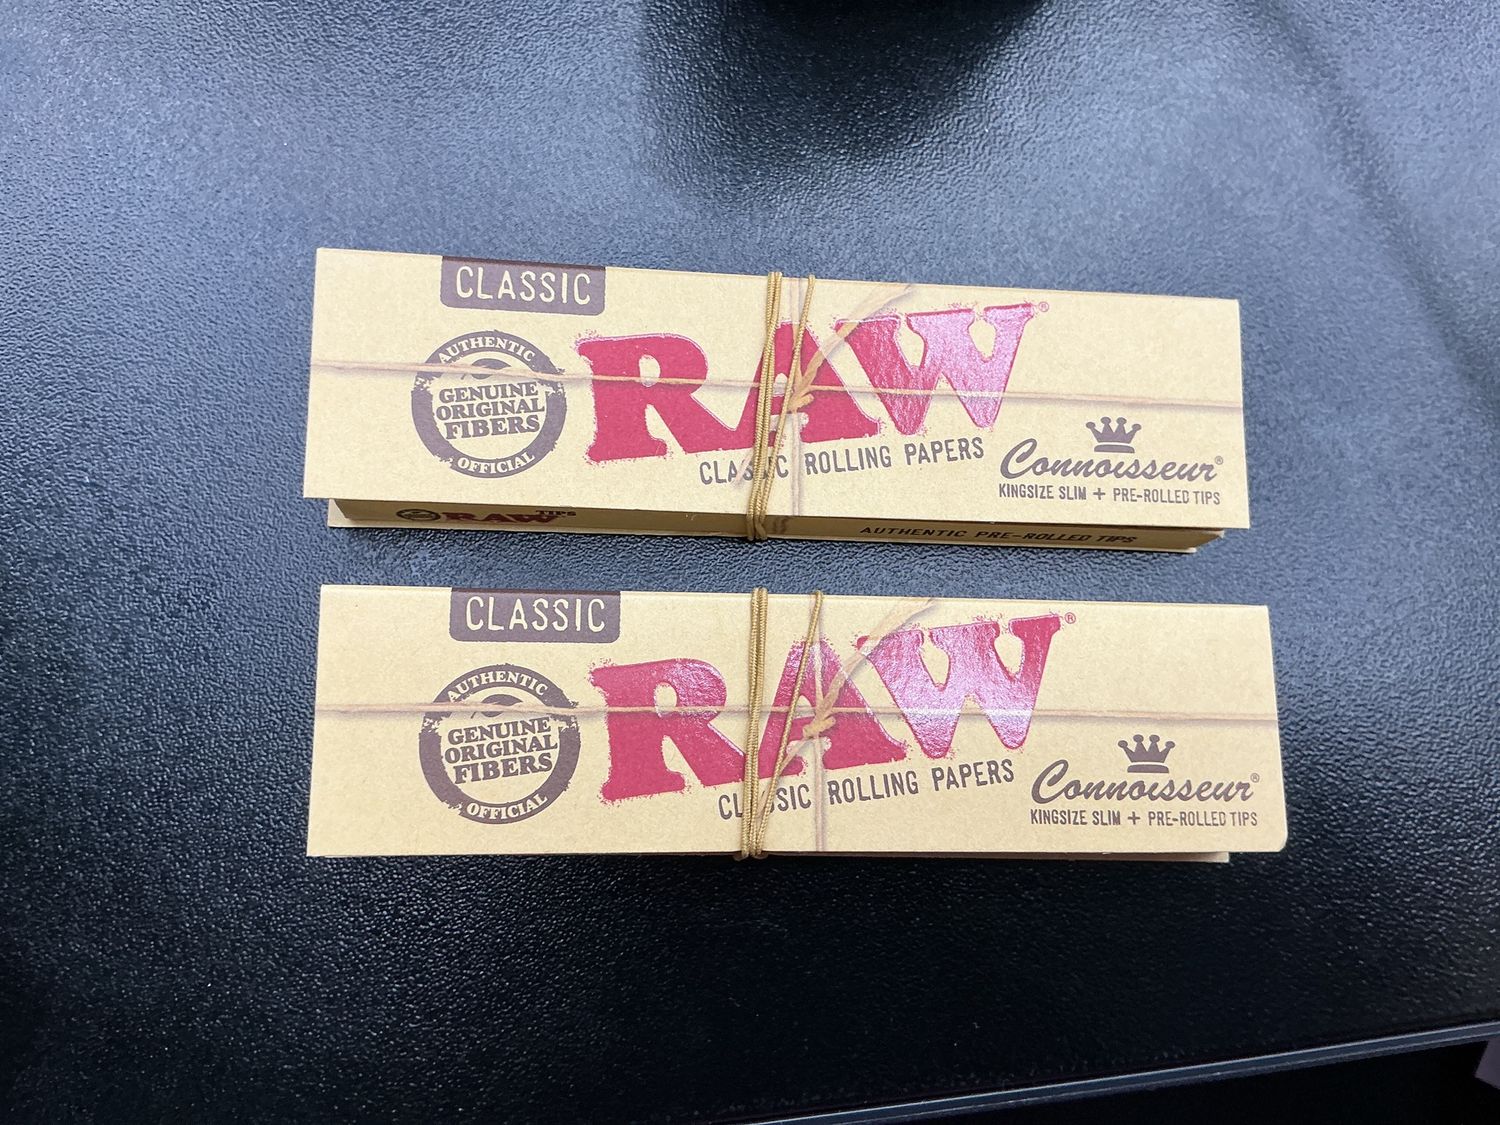 CLASSIC
AUTHENTIC
GENUINE
ORIGINAL
FIBERS
OFFICIAL
RAW®
CLASSIC ROLLING PAPERS
Connoisseur®
KINGSIZE SLIM + PRE-ROLLED TIPS
RAW TIPS
AUTHENTIC PRE-ROLLED TIPS
CLASSIC
AUTHENTIC
GENUINE
ORIGINAL
FIBERS
OFFICIAL
RAW®
CLASSIC ROLLING PAPERS
Connoisseur®
KINGSIZE SLIM + PRE-ROLLED TIPS